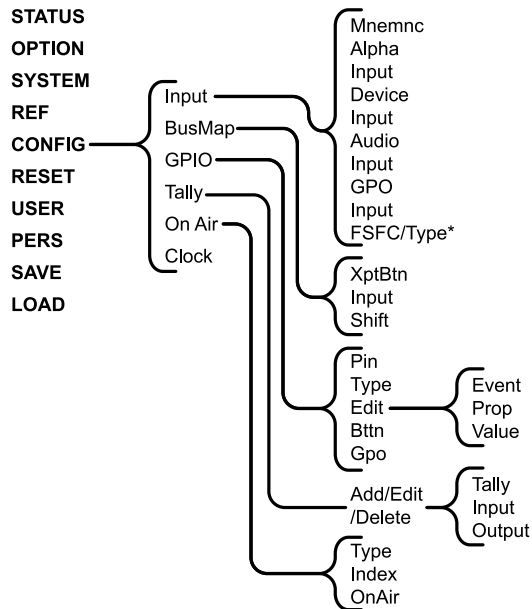 STATUS
OPTION
SYSTEM
REF
CONFIG
RESET
USER
PERS
SAVE
LOAD
Input
BusMap
GPIO
Tally
On Air
Clock
Mnemnc
Alpha
Input
Device
Input
Audio
Input
GPO
Input
FSFC/Type*
XptBtn
Input
Shift
Pin
Type
Edit
Bttn
Gpo
Event
Prop
Value
Add/Edit
/Delete
Tally
Input
Output
Type
Index
OnAir